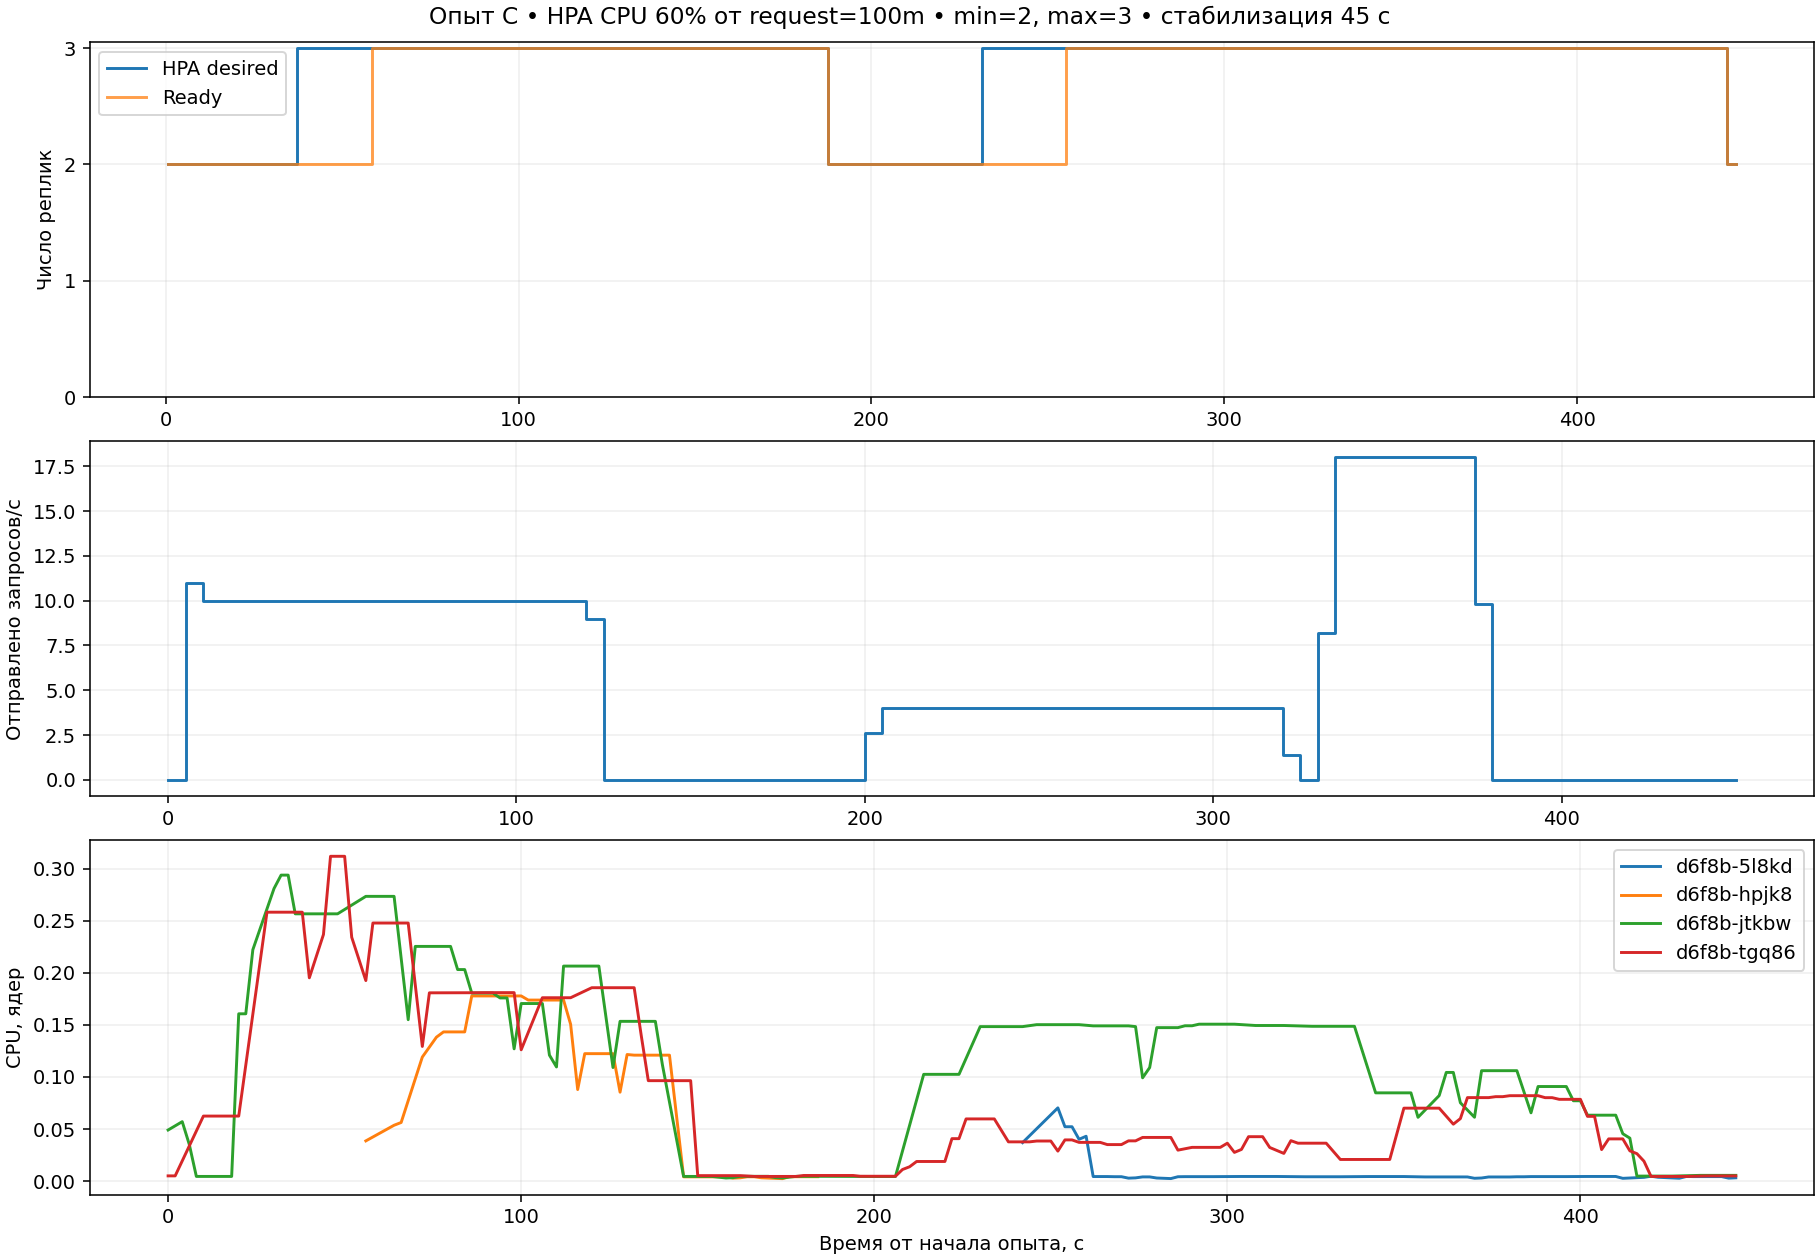 Опыт C • HPA CPU 60% от request=100m • min=2, max=3 • стабилизация 45 с
Число реплик
3
2
1
0
HPA desired
Ready
0 100 200 300 400
Отправлено запросов/с
17.5
15.0
12.5
10.0
7.5
5.0
2.5
0.0
0 100 200 300 400
CPU, ядер
0.30
0.25
0.20
0.15
0.10
0.05
0.00
d6f8b-5l8kd
d6f8b-hpjk8
d6f8b-jtkbw
d6f8b-tgq86
0 100 200 300 400
Время от начала опыта, с